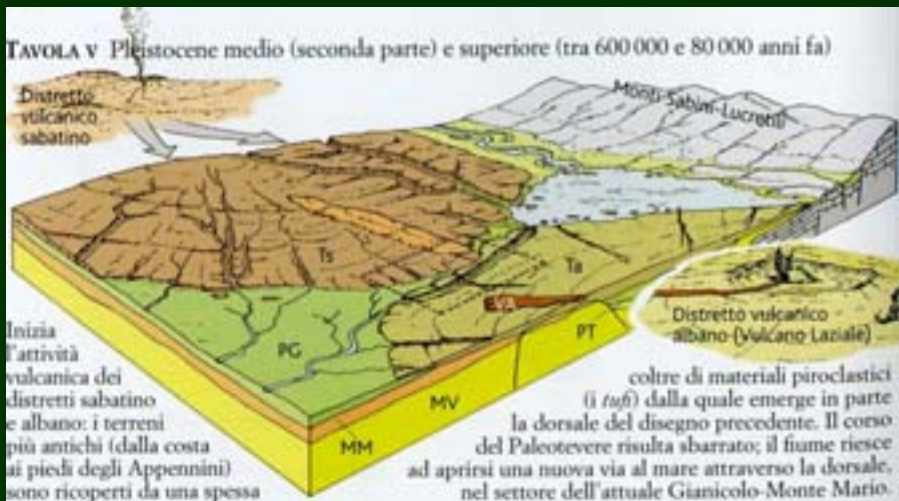 TAVOLA V Pleistocene medio (seconda parte) e superiore (tra 600 000 e 80 000 anni fa)
Distretto
vulcanico
sabatino
Monti Sabini-Lucretili
Ts
Ta
PG
PT
MV
MM
Distretto vulcanico
albano (Vulcano Laziale)
Inizia
l'attività
vulcanica dei
distretti sabatino
e albano: i terreni
più antichi (dalla costa
ai piedi degli Appennini)
sono ricoperti da una spessa
coltre di materiali piroclastici
(i tufi) dalla quale emerge in parte
la dorsale del disegno precedente. Il corso
del Paleotevere risulta sbarrato; il fiume riesce
ad aprirsi una nuova via al mare attraverso la dorsale,
nel settore dell'attuale Gianicolo-Monte Mario.